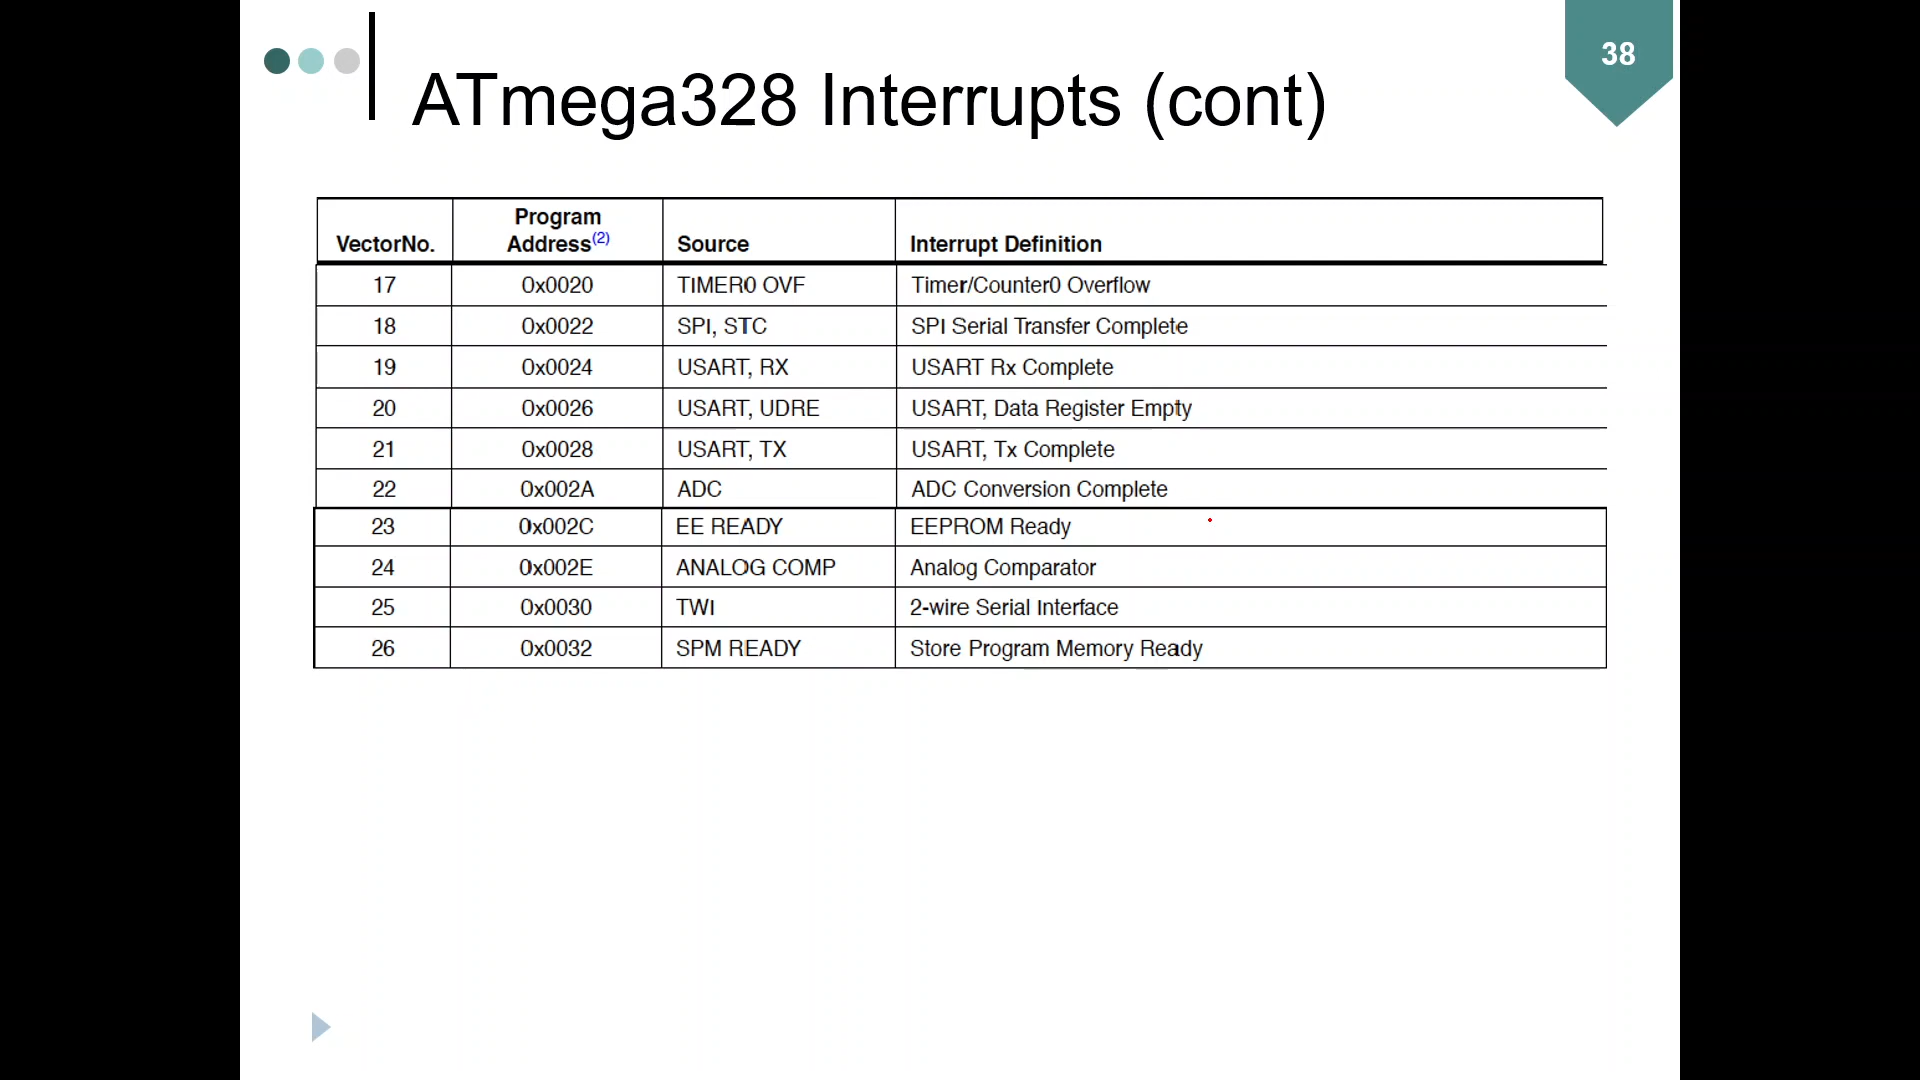 38
ATmega328 Interrupts (cont)
VectorNo. Program Address(2) Source Interrupt Definition
17 0x0020 TIMER0 OVF Timer/Counter0 Overflow
18 0x0022 SPI, STC SPI Serial Transfer Complete
19 0x0024 USART, RX USART Rx Complete
20 0x0026 USART, UDRE USART, Data Register Empty
21 0x0028 USART, TX USART, Tx Complete
22 0x002A ADC ADC Conversion Complete
23 0x002C EE READY EEPROM Ready
24 0x002E ANALOG COMP Analog Comparator
25 0x0030 TWI 2-wire Serial Interface
26 0x0032 SPM READY Store Program Memory Ready